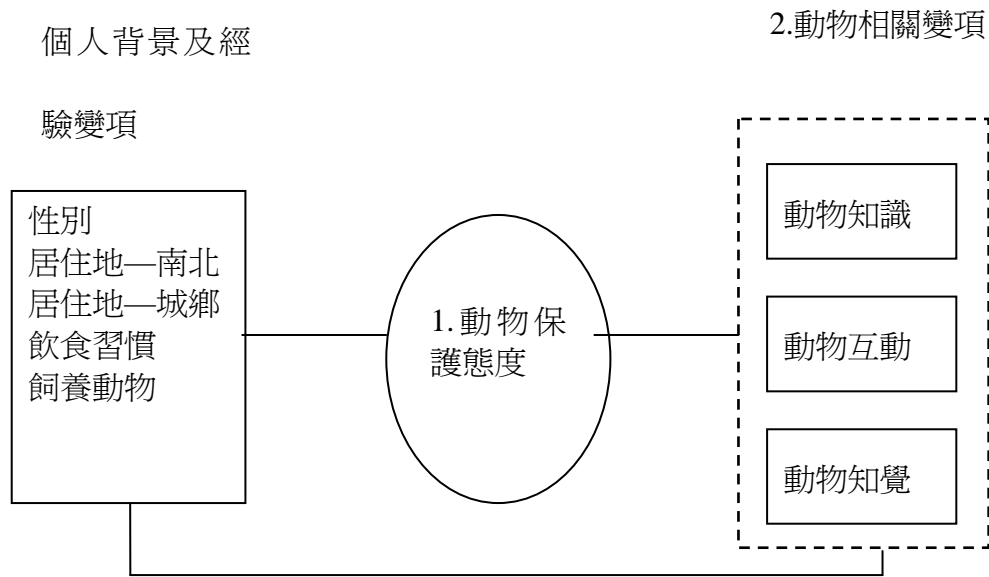 個人背景及經
驗變項
2.動物相關變項
性別
居住地—南北
居住地—城鄉
飲食習慣
飼養動物
1.動物保
護態度
動物知識
動物互動
動物知覺